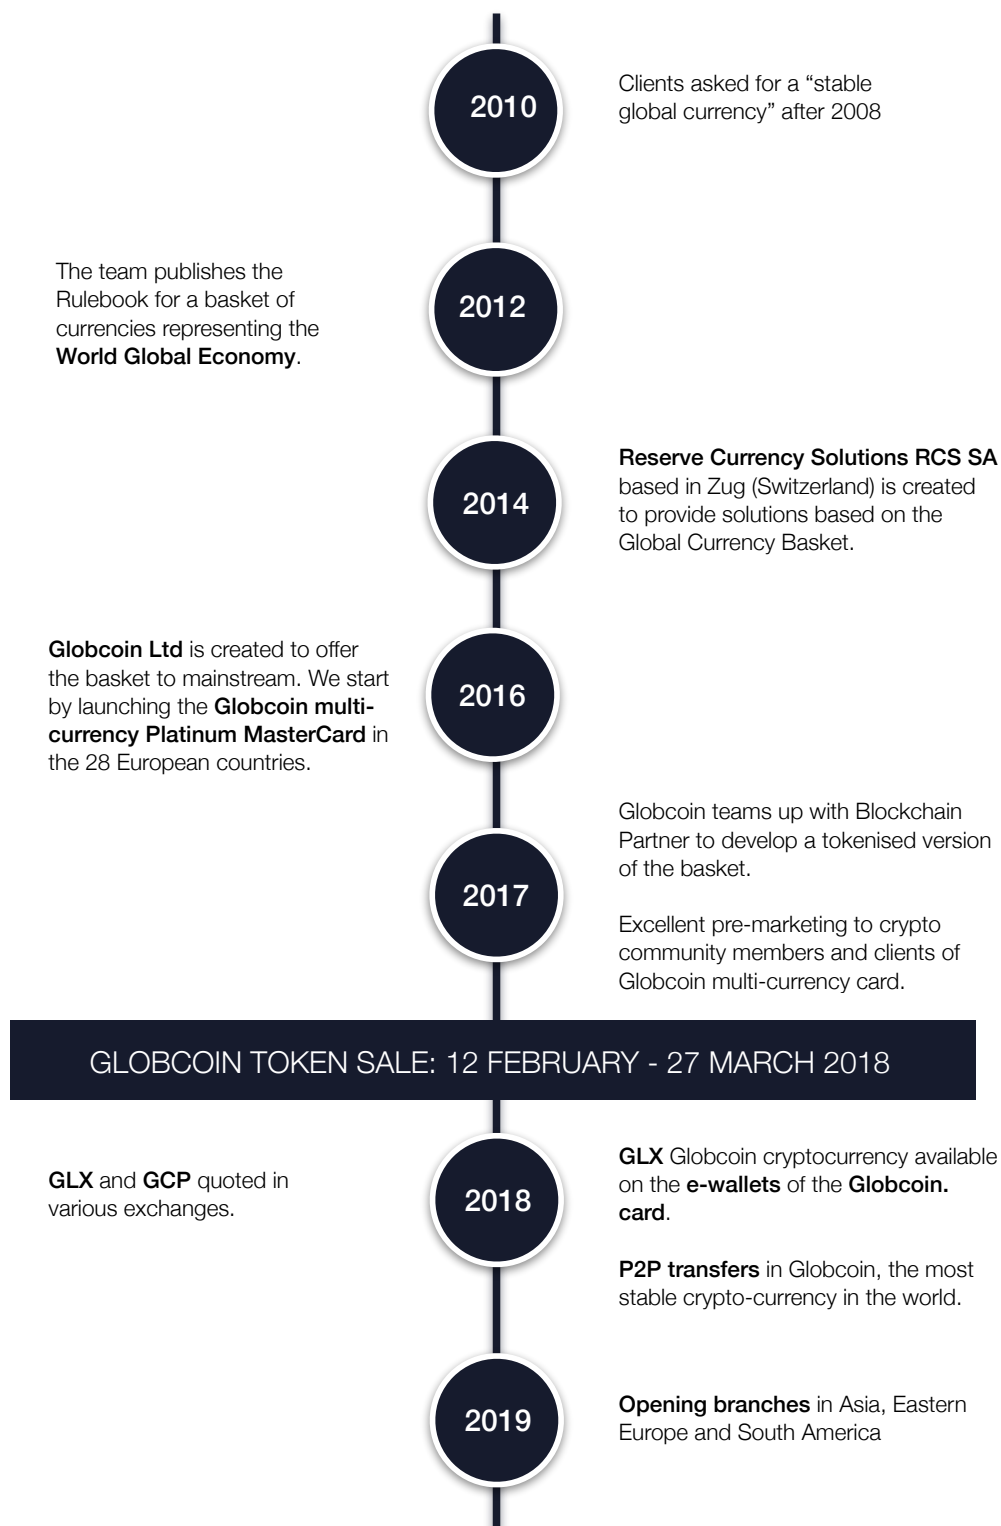 2010
Clients asked for a “stable
global currency” after 2008
The team publishes the
Rulebook for a basket of
currencies representing the
World Global Economy.
2012
2014
Reserve Currency Solutions RCS SA
based in Zug (Switzerland) is created
to provide solutions based on the
Global Currency Basket.
Globcoin Ltd is created to offer
the basket to mainstream. We start
by launching the Globcoin multi-
currency Platinum MasterCard in
the 28 European countries.
2016
2017
Globcoin teams up with Blockchain
Partner to develop a tokenised version
of the basket.
Excellent pre-marketing to crypto
community members and clients of
Globcoin multi-currency card.
GLOBCOIN TOKEN SALE: 12 FEBRUARY - 27 MARCH 2018
GLX and GCP quoted in
various exchanges.
2018
GLX Globcoin cryptocurrency available
on the e-wallets of the Globcoin.
card.
P2P transfers in Globcoin, the most
stable crypto-currency in the world.
2019
Opening branches in Asia, Eastern
Europe and South America